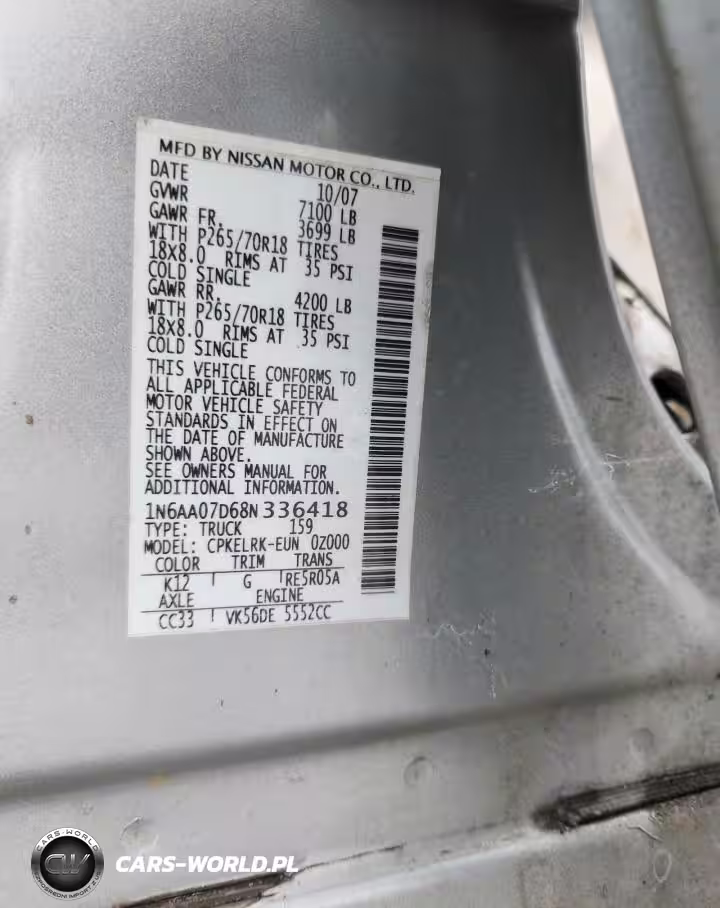 MFD BY NISSAN MOTOR CO., LTD.
DATE 10/07
GVWR 7100 LB
GAWR FR. 3699 LB
WITH P265/70R18 TIRES
18X8.0 RIMS AT 35 PSI
COLD SINGLE
GAWR RR. 4200 LB
WITH P265/70R18 TIRES
18X8.0 RIMS AT 35 PSI
COLD SINGLE
THIS VEHICLE CONFORMS TO
ALL APPLICABLE FEDERAL
MOTOR VEHICLE SAFETY
STANDARDS IN EFFECT ON
THE DATE OF MANUFACTURE
SHOWN ABOVE.
SEE OWNERS MANUAL FOR
ADDITIONAL INFORMATION.
1N6AA07D68N336418
TYPE: TRUCK 159
MODEL: CPKELRK-EUN 0Z000
COLOR TRIM TRANS
K12 G RE5R05A
AXLE ENGINE
CC33 VK56DE 5552CC
CARS-WORLD
CW
CARS-WORLD.PL